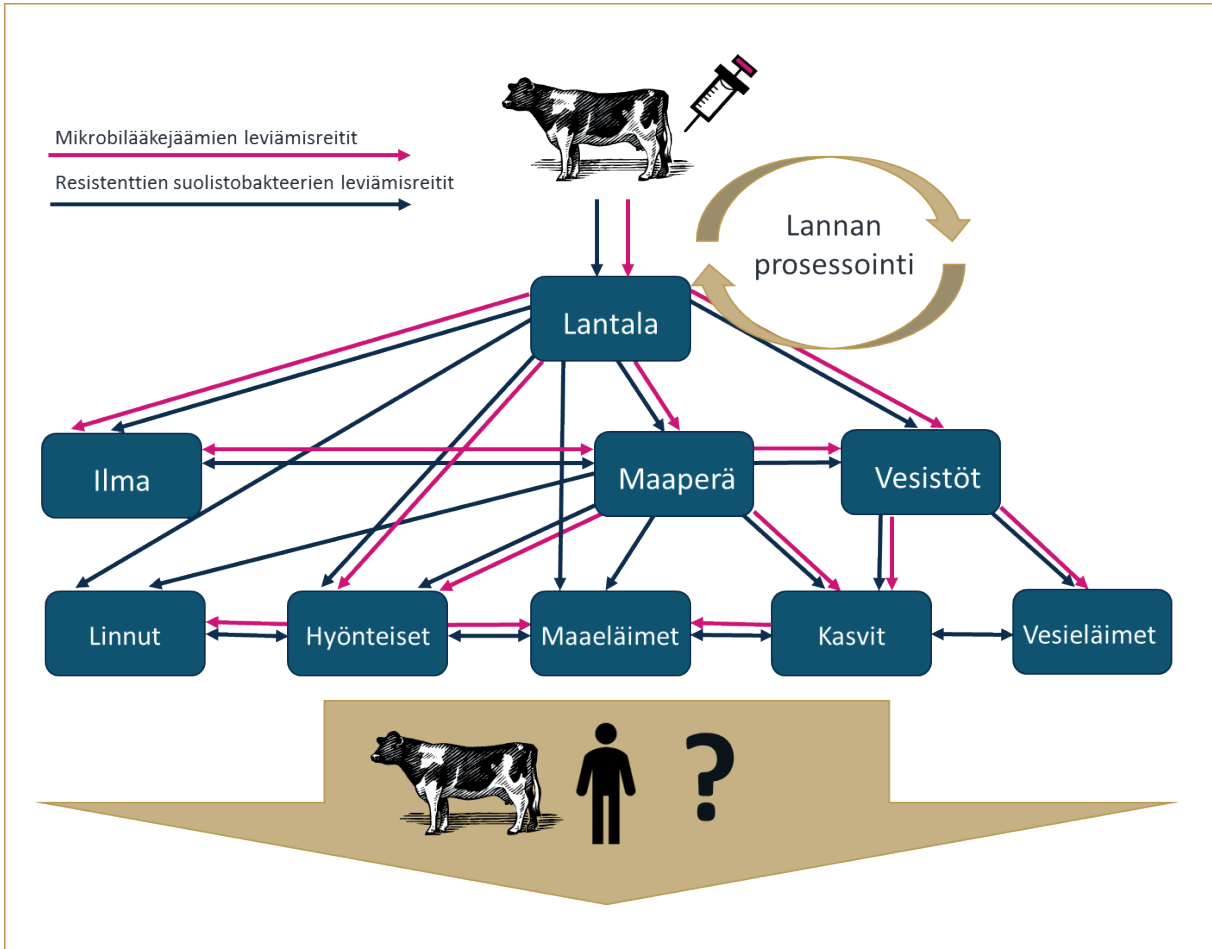 Mikrobilääkejäämien leviämisreitit
Resistenttien suolistobakteerien leviämisreitit
Lannan
prosessointi
Lantala
Ilma
Maaperä
Vesistöt
Linnut
Hyönteiset
Maaeläimet
Kasvit
Vesieläimet
?